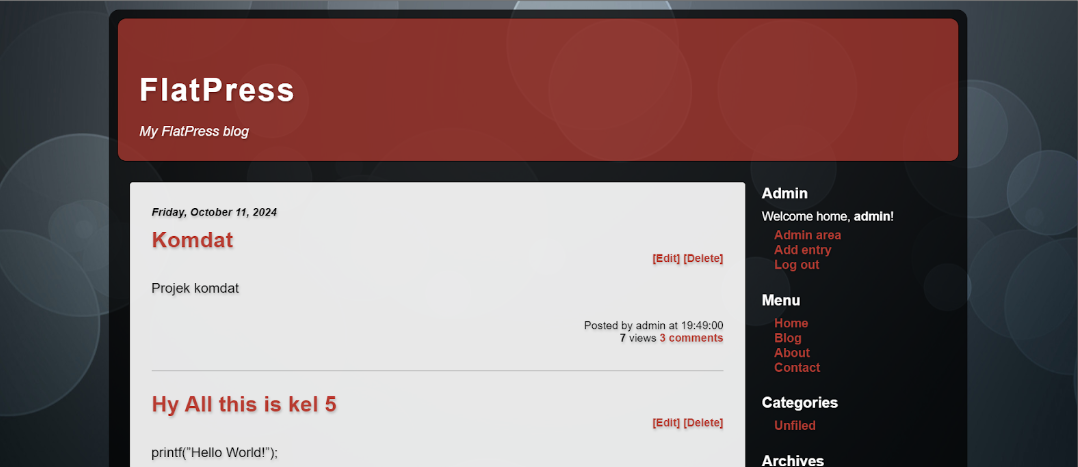 FlatPress
My FlatPress blog
Friday, October 11, 2024
Komdat
[Edit] [Delete]
Projek komdat
Posted by admin at 19:49:00
7 views 3 comments
Hy All this is kel 5
[Edit] [Delete]
printf("Hello World!");
Admin
Welcome home, admin!
Admin area
Add entry
Log out
Menu
Home
Blog
About
Contact
Categories
Unfiled
Archives